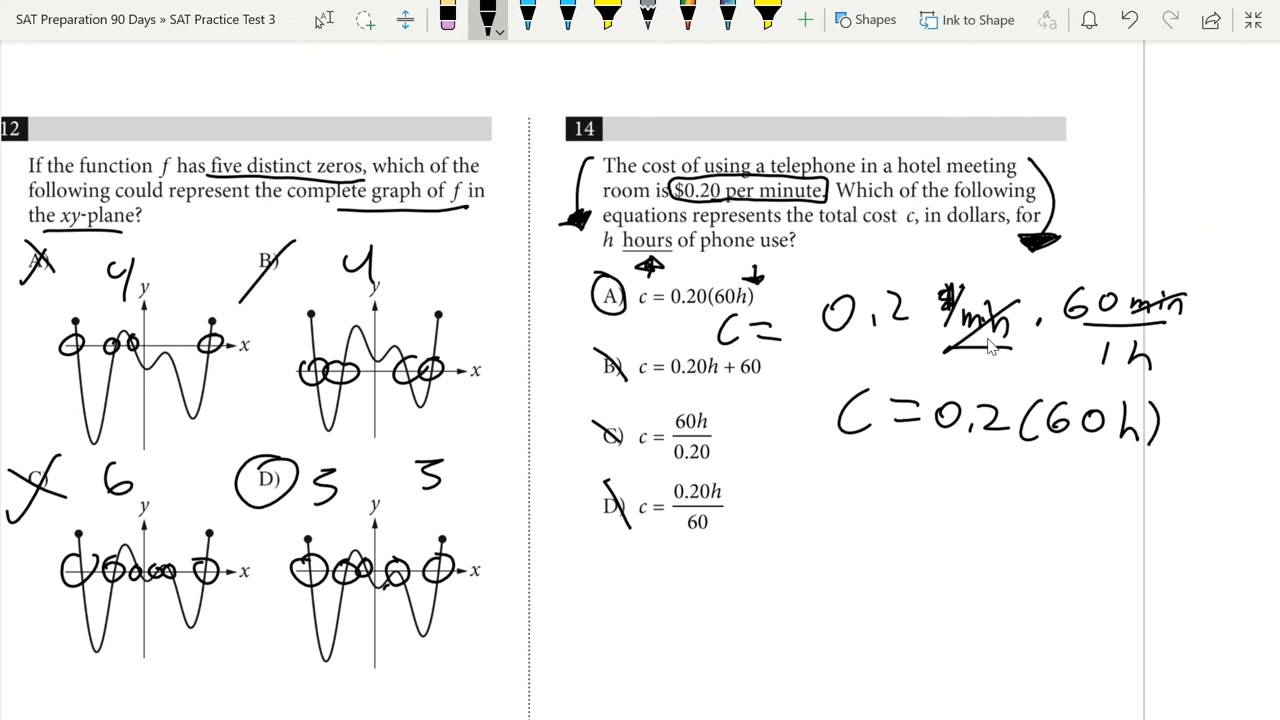 SAT Preparation 90 Days » SAT Practice Test 3
Shapes
Ink to Shape
12
If the function f has five distinct zeros, which of the
following could represent the complete graph of f in
the xy-plane?
A) 4
B) 4
y
x
y
x
C) 6
D) 5 5
y
x
y
x
14
The cost of using a telephone in a hotel meeting
room is $0.20 per minute. Which of the following
equations represents the total cost c, in dollars, for
h hours of phone use?
A) c = 0.20(60h)
B) c = 0.20h + 60
C) c = 60h / 0.20
D) c = 0.20h / 60
C = 0.2 $/min · 60 min / 1 h
C = 0.2 (60 h)